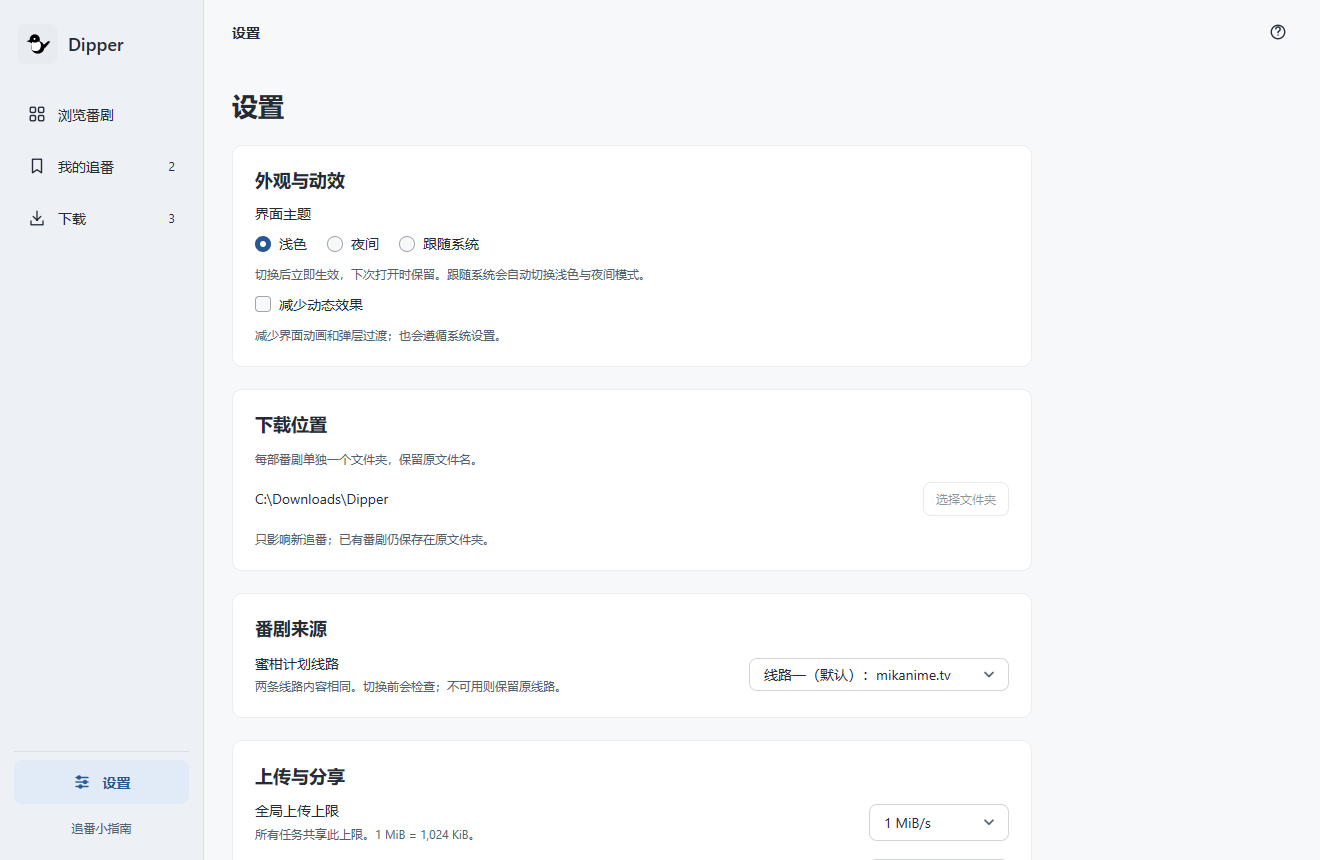 Dipper
浏览番剧
我的追番 2
下载 3
设置
追番小指南
设置
设置
外观与动效
界面主题
浅色 夜间 跟随系统
切换后立即生效，下次打开时保留。跟随系统会自动切换浅色与夜间模式。
减少动态效果
减少界面动画和弹层过渡；也会遵循系统设置。
下载位置
每部番剧单独一个文件夹，保留原文件名。
C:\Downloads\Dipper
选择文件夹
只影响新追番；已有番剧仍保存在原文件夹。
番剧来源
蜜柑计划线路
两条线路内容相同。切换前会检查；不可用则保留原线路。
线路一（默认）：mikanime.tv
上传与分享
全局上传上限
所有任务共享此上限。1 MiB = 1,024 KiB。
1 MiB/s